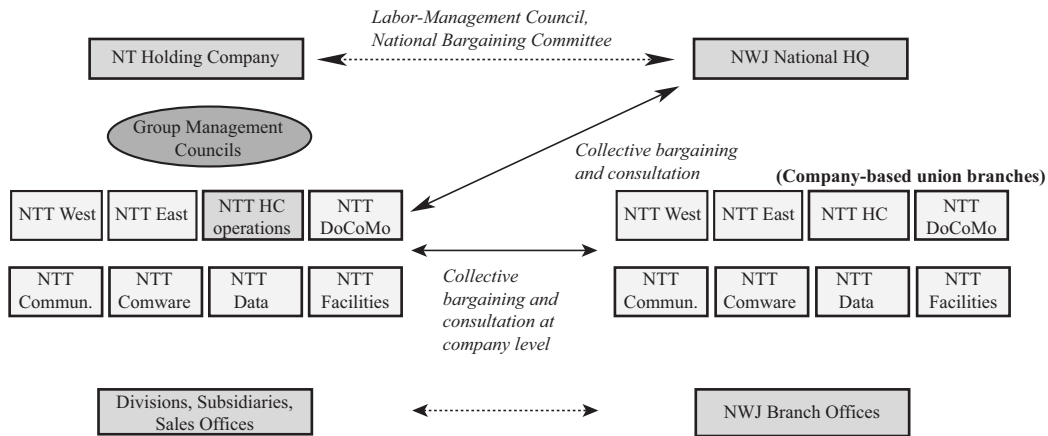 Labor-Management Council,
National Bargaining Committee
NT Holding Company
NWJ National HQ
Group Management
Councils
Collective bargaining
and consultation
(Company-based union branches)
NTT West
NTT East
NTT HC
operations
NTT
DoCoMo
NTT West
NTT East
NTT HC
NTT
DoCoMo
NTT
Commun.
NTT
Comware
NTT
Data
NTT
Facilities
Collective
bargaining and
consultation at
company level
NTT
Commun.
NTT
Comware
NTT
Data
NTT
Facilities
Divisions, Subsidiaries,
Sales Offices
NWJ Branch Offices